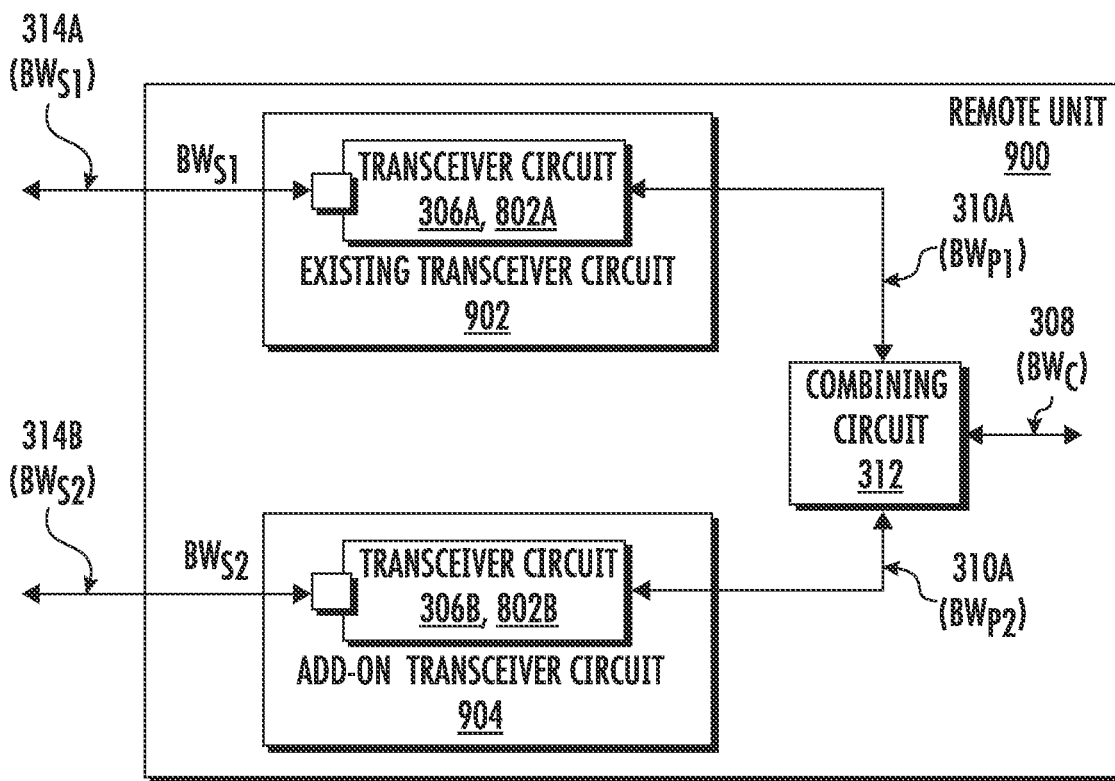 314A
(BWS1)
REMOTE UNIT
900
BWS1
TRANSCEIVER CIRCUIT
306A, 802A
EXISTING TRANSCEIVER CIRCUIT
902
310A
(BWP1)
308
(BWC)
COMBINING
CIRCUIT
312
314B
(BWS2)
BWS2
TRANSCEIVER CIRCUIT
306B, 802B
ADD-ON TRANSCEIVER CIRCUIT
904
310A
(BWP2)